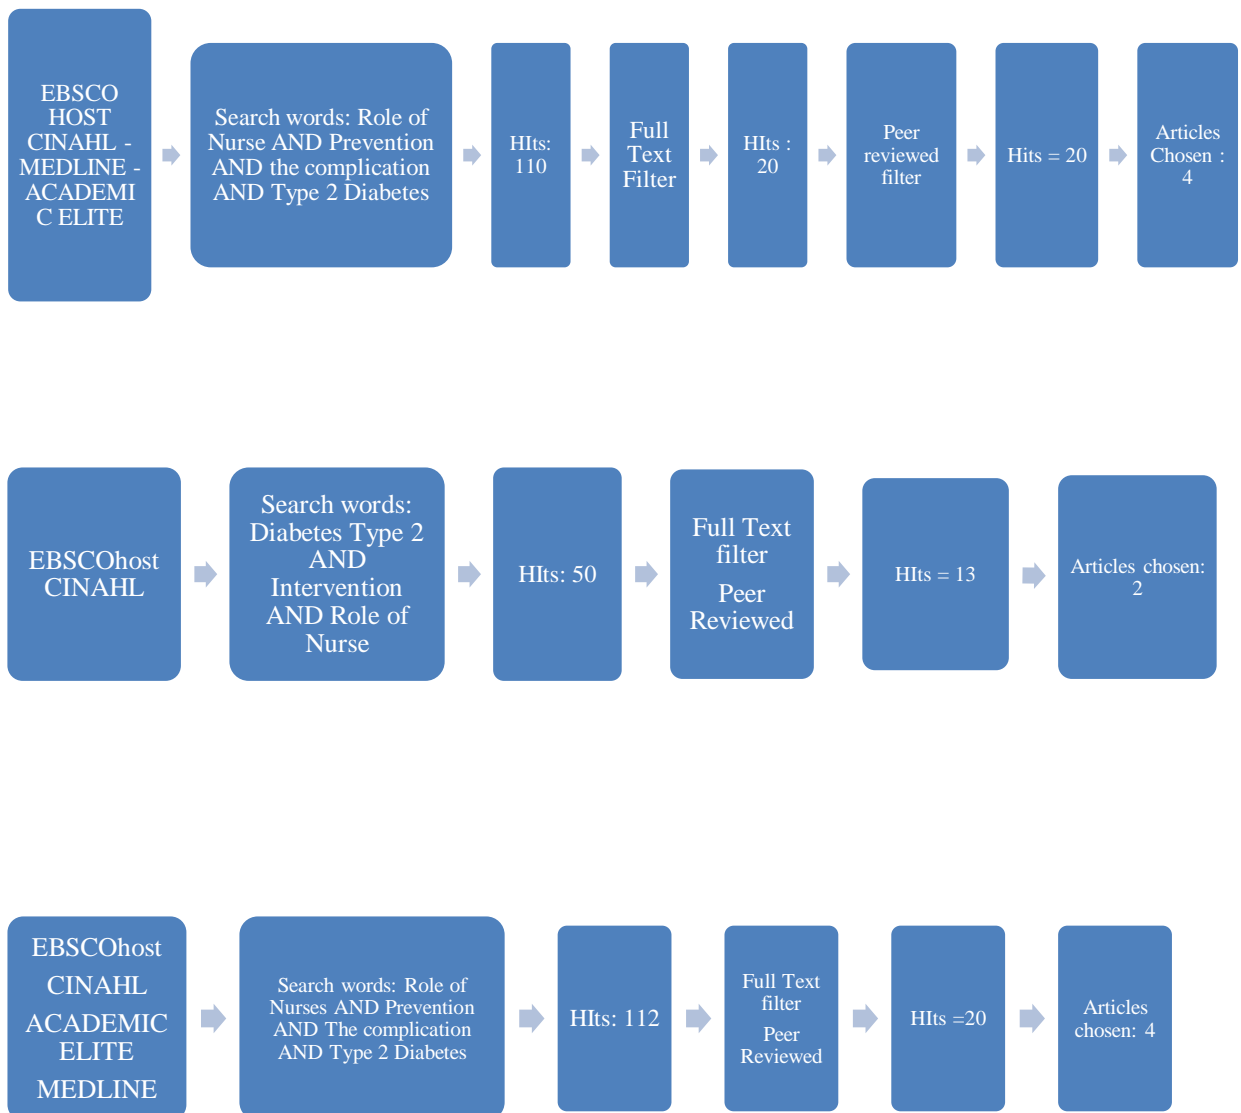 EBSCO
HOST
CINAHL -
MEDLINE -
ACADEMI
C ELITE
Search words: Role of
Nurse AND Prevention
AND the complication
AND Type 2 Diabetes
HIts:
110
Full
Text
Filter
HIts :
20
Peer
reviewed
filter
Hits = 20
Articles
Chosen :
4
EBSCOhost
CINAHL
Search words:
Diabetes Type 2
AND
Intervention
AND Role of
Nurse
HIts: 50
Full Text
filter
Peer
Reviewed
HIts = 13
Articles chosen:
2
EBSCOhost
CINAHL
ACADEMIC
ELITE
MEDLINE
Search words: Role of
Nurses AND Prevention
AND The complication
AND Type 2 Diabetes
HIts: 112
Full Text
filter
Peer
Reviewed
HIts =20
Articles
chosen: 4